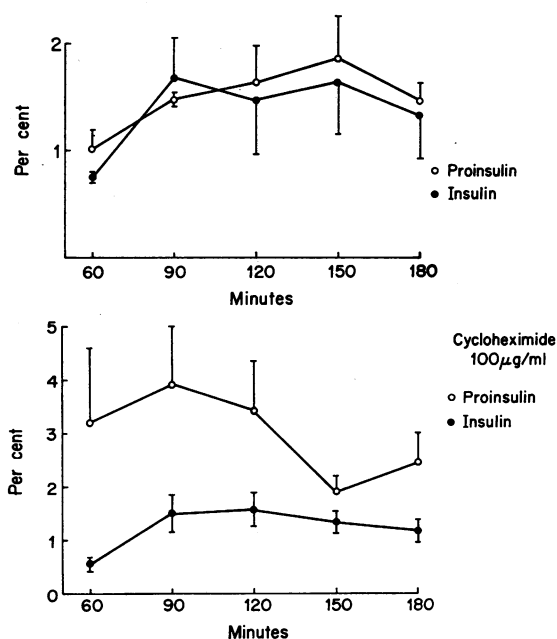 2
1
Per cent
60 90 120 150 180
Minutes
○ Proinsulin
● Insulin
5
4
3
2
1
0
Per cent
60 90 120 150 180
Minutes
Cycloheximide
100μg/ml
○ Proinsulin
● Insulin